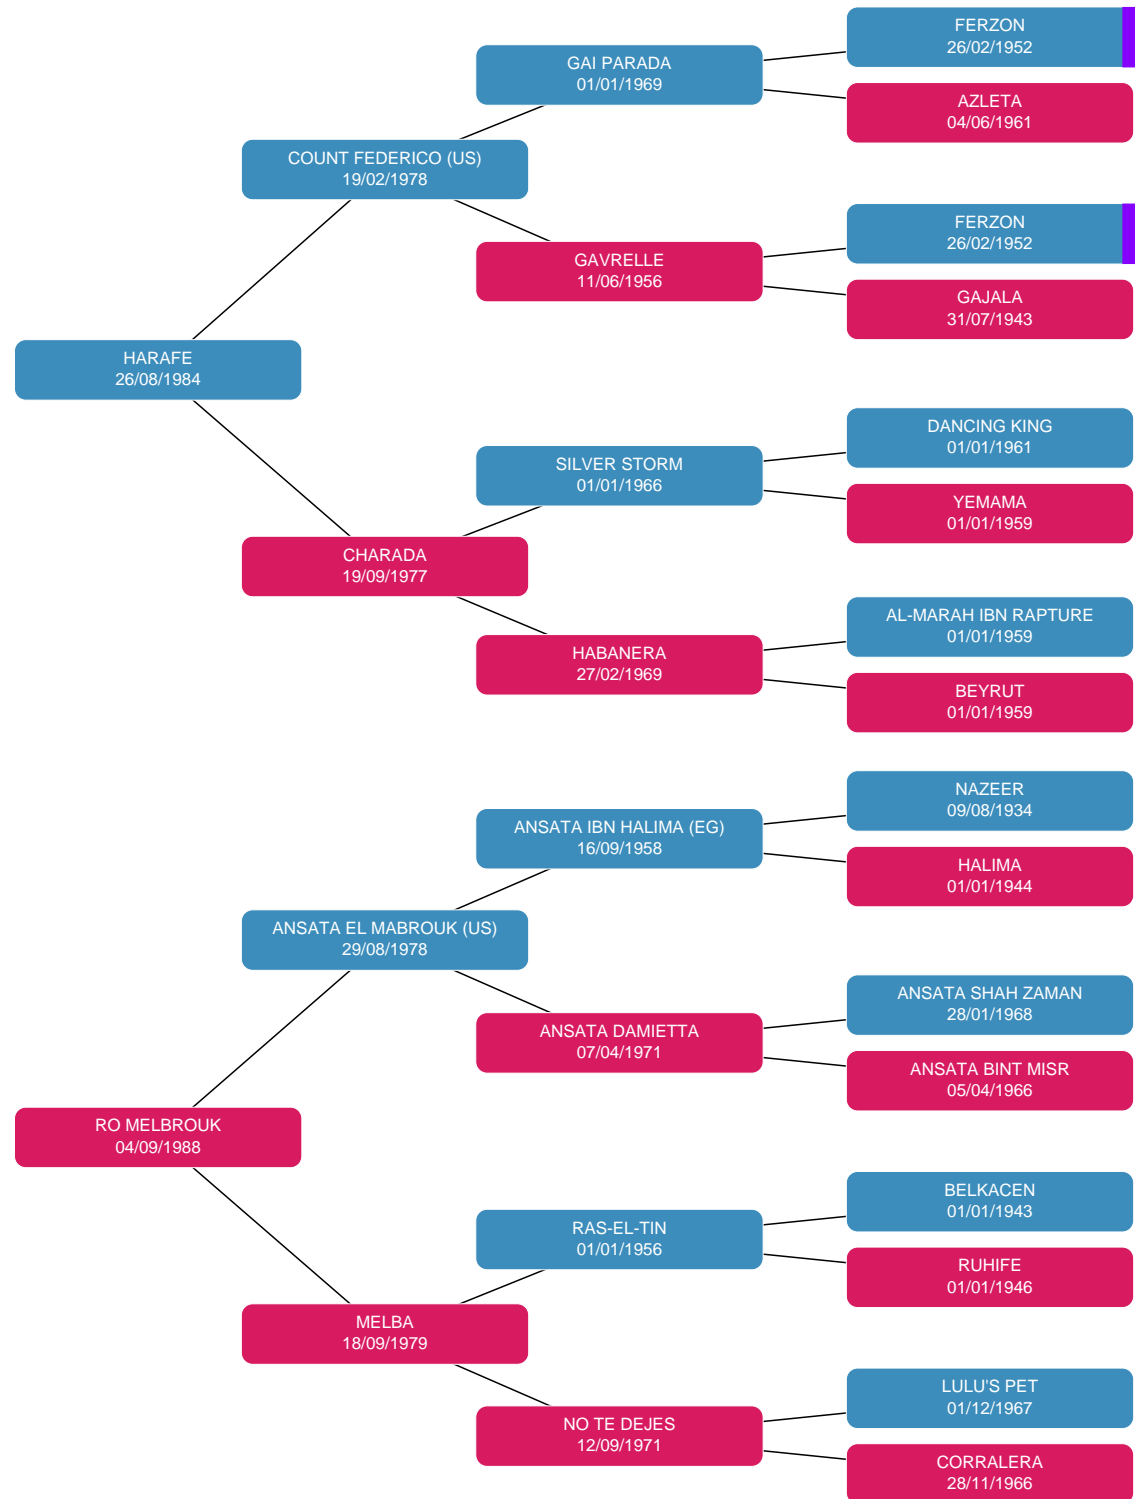 FERZON
26/02/1952
GAI PARADA
01/01/1969
AZLETA
04/06/1961
COUNT FEDERICO (US)
19/02/1978
FERZON
26/02/1952
GAVRELLE
11/06/1956
GAJALA
31/07/1943
HARAFE
26/08/1984
DANCING KING
01/01/1961
SILVER STORM
01/01/1966
YEMAMA
01/01/1959
CHARADA
19/09/1977
AL-MARAH IBN RAPTURE
01/01/1959
HABANERA
27/02/1969
BEYRUT
01/01/1959
NAZEER
09/08/1934
ANSATA IBN HALIMA (EG)
16/09/1958
HALIMA
01/01/1944
ANSATA EL MABROUK (US)
29/08/1978
ANSATA SHAH ZAMAN
28/01/1968
ANSATA DAMIETTA
07/04/1971
ANSATA BINT MISR
05/04/1966
RO MELBROUK
04/09/1988
BELKACEN
01/01/1943
RAS-EL-TIN
01/01/1956
RUHIFE
01/01/1946
MELBA
18/09/1979
LULU'S PET
01/12/1967
NO TE DEJES
12/09/1971
CORRALERA
28/11/1966